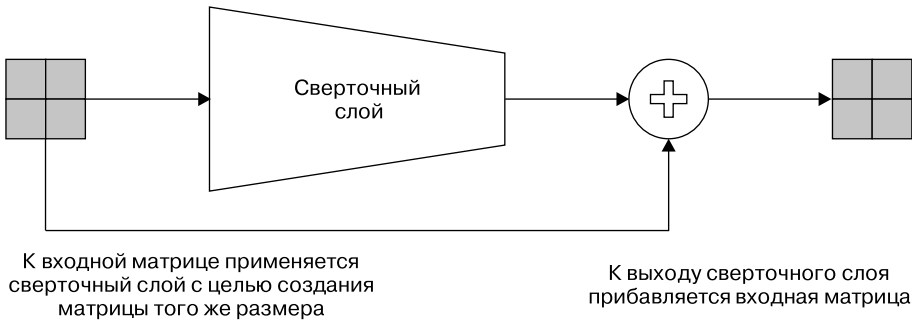 Сверточный
слой
К входной матрице применяется
сверточный слой с целью создания
матрицы того же размера
К выходу сверточного слоя
прибавляется входная матрица